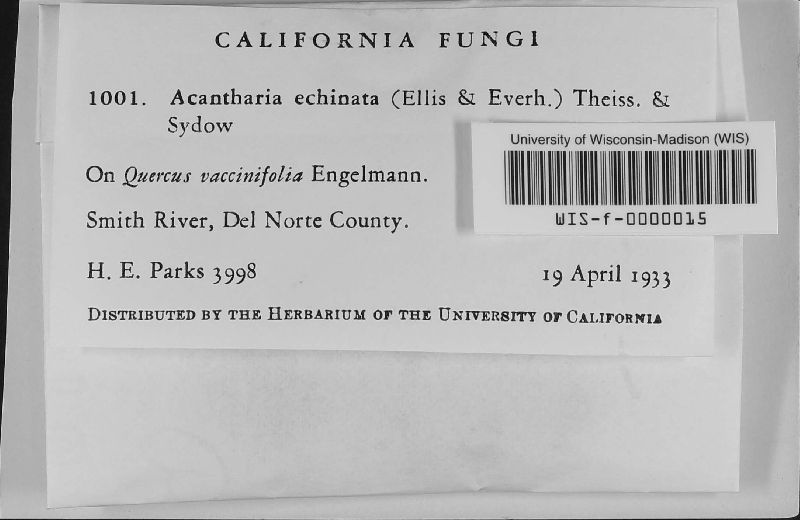 CALIFORNIA FUNGI
1001. Acantharia echinata (Ellis & Everh.) Theiss. &
Sydow
University of Wisconsin-Madison (WIS)
WIS-f-0000015
On Quercus vaccinifolia Engelmann.
Smith River, Del Norte County.
H. E. Parks 3998 19 April 1933
DISTRIBUTED BY THE HERBARIUM OF THE UNIVERSITY OF CALIFORNIA